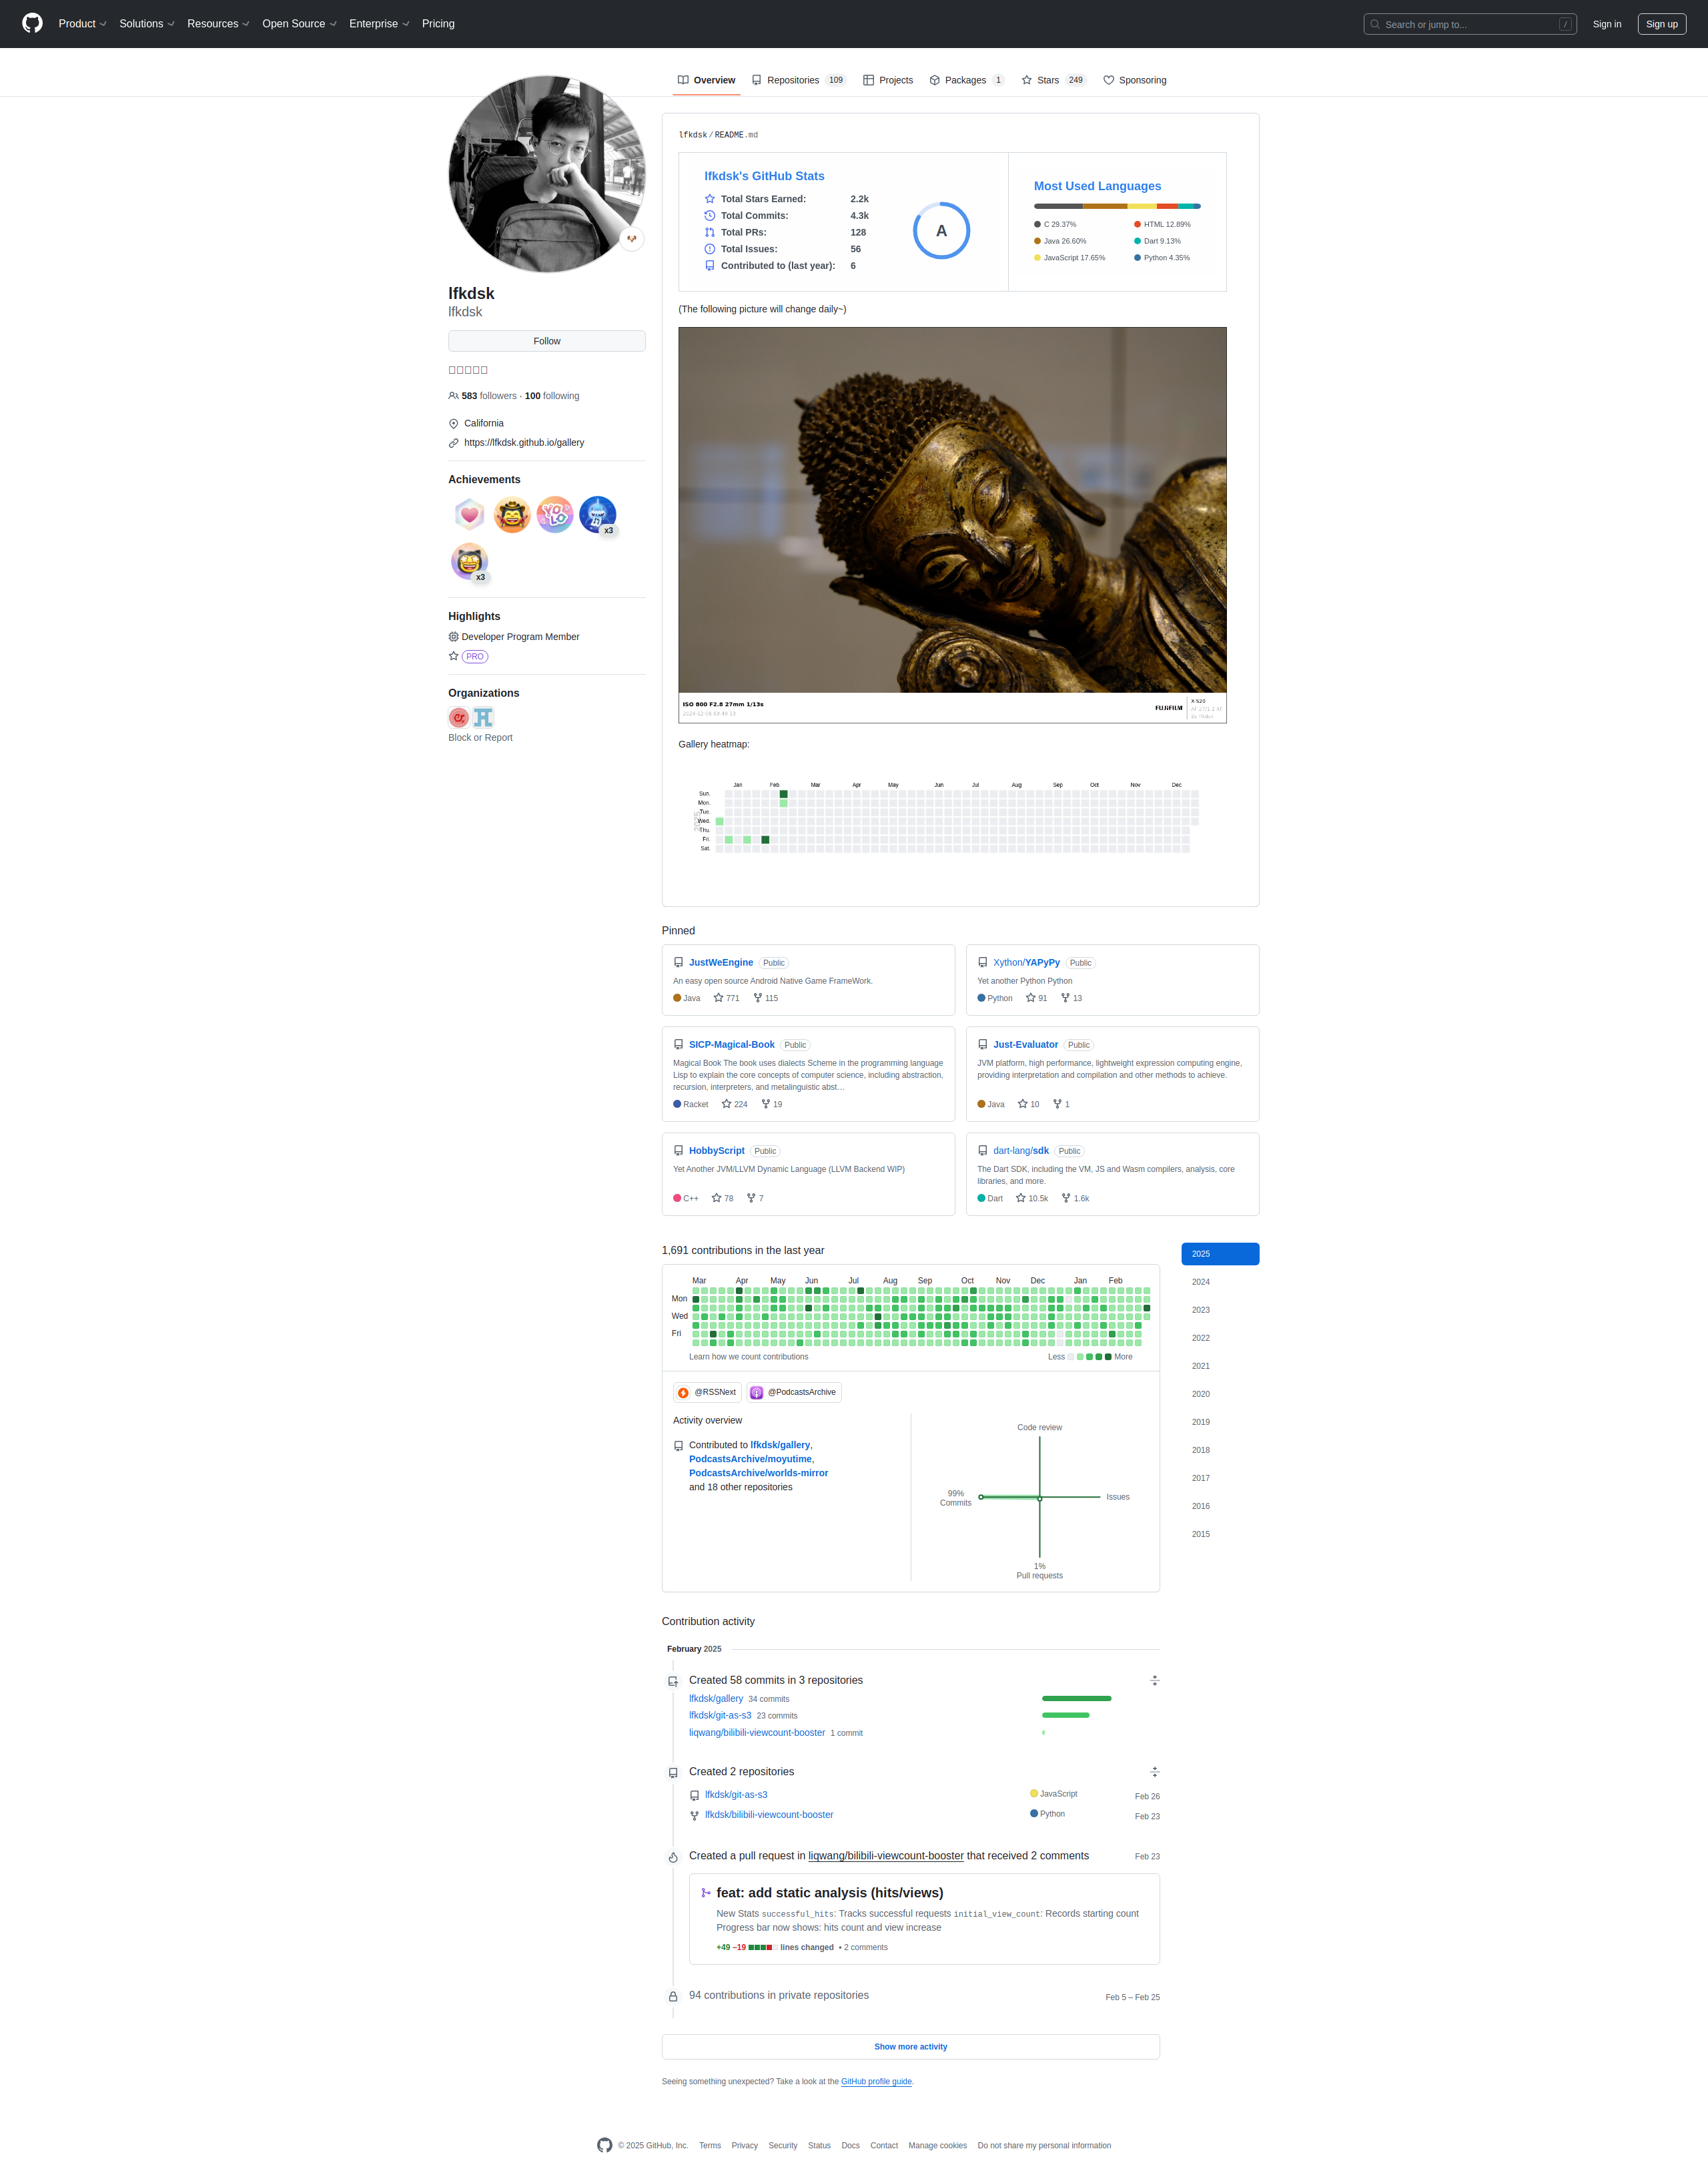 Product Solutions Resources Open Source Enterprise Pricing
Search or jump to... /
Sign in Sign up
Overview Repositories 109 Projects Packages 1 Stars 249 Sponsoring
lfkdsk
lfkdsk
Follow
583 followers · 100 following
California
https://lfkdsk.github.io/gallery
Achievements
YOLO
x3
x3
Highlights
Developer Program Member
PRO
Organizations
Block or Report
lfkdsk/README.md
lfkdsk's GitHub Stats
Total Stars Earned: 2.2k
Total Commits: 4.3k
Total PRs: 128
Total Issues: 56
Contributed to (last year): 6
A
Most Used Languages
C 29.37% HTML 12.89%
Java 26.60% Dart 9.13%
JavaScript 17.65% Python 4.35%
(The following picture will change daily~)
ISO 800 F2.8 27mm 1/13s
FUJIFILM
X-S20
Gallery heatmap:
Jan Feb Mar Apr May Jun Jul Aug Sep Oct Nov Dec
2025
Sun.
Mon.
Tue.
Wed.
Thu.
Fri.
Sat.
Pinned
JustWeEngine Public
An easy open source Android Native Game FrameWork.
Java 771 115
Xython/YAPyPy Public
Yet another Python Python
Python 91 13
SICP-Magical-Book Public
Magical Book The book uses dialects Scheme in the programming language
Lisp to explain the core concepts of computer science, including abstraction,
recursion, interpreters, and metalinguistic abst…
Racket 224 19
Just-Evaluator Public
JVM platform, high performance, lightweight expression computing engine,
providing interpretation and compilation and other methods to achieve.
Java 10 1
HobbyScript Public
Yet Another JVM/LLVM Dynamic Language (LLVM Backend WIP)
C++ 78 7
dart-lang/sdk Public
The Dart SDK, including the VM, JS and Wasm compilers, analysis, core
libraries, and more.
Dart 10.5k 1.6k
1,691 contributions in the last year
Mar Apr May Jun Jul Aug Sep Oct Nov Dec Jan Feb
Mon
Wed
Fri
Learn how we count contributions
Less More
@RSSNext @PodcastsArchive
Activity overview
Contributed to lfkdsk/gallery,
PodcastsArchive/moyutime,
PodcastsArchive/worlds-mirror
and 18 other repositories
Code review
99%
Commits
Issues
1%
Pull requests
2025
2024
2023
2022
2021
2020
2019
2018
2017
2016
2015
Contribution activity
February 2025
Created 58 commits in 3 repositories
lfkdsk/gallery 34 commits
lfkdsk/git-as-s3 23 commits
liqwang/bilibili-viewcount-booster 1 commit
Created 2 repositories
lfkdsk/git-as-s3 JavaScript Feb 26
lfkdsk/bilibili-viewcount-booster Python Feb 23
Created a pull request in liqwang/bilibili-viewcount-booster that received 2 comments Feb 23
feat: add static analysis (hits/views)
New Stats successful_hits: Tracks successful requests initial_view_count: Records starting count
Progress bar now shows: hits count and view increase
+49 −19 lines changed • 2 comments
94 contributions in private repositories Feb 5 – Feb 25
Show more activity
Seeing something unexpected? Take a look at the GitHub profile guide.
© 2025 GitHub, Inc. Terms Privacy Security Status Docs Contact Manage cookies Do not share my personal information